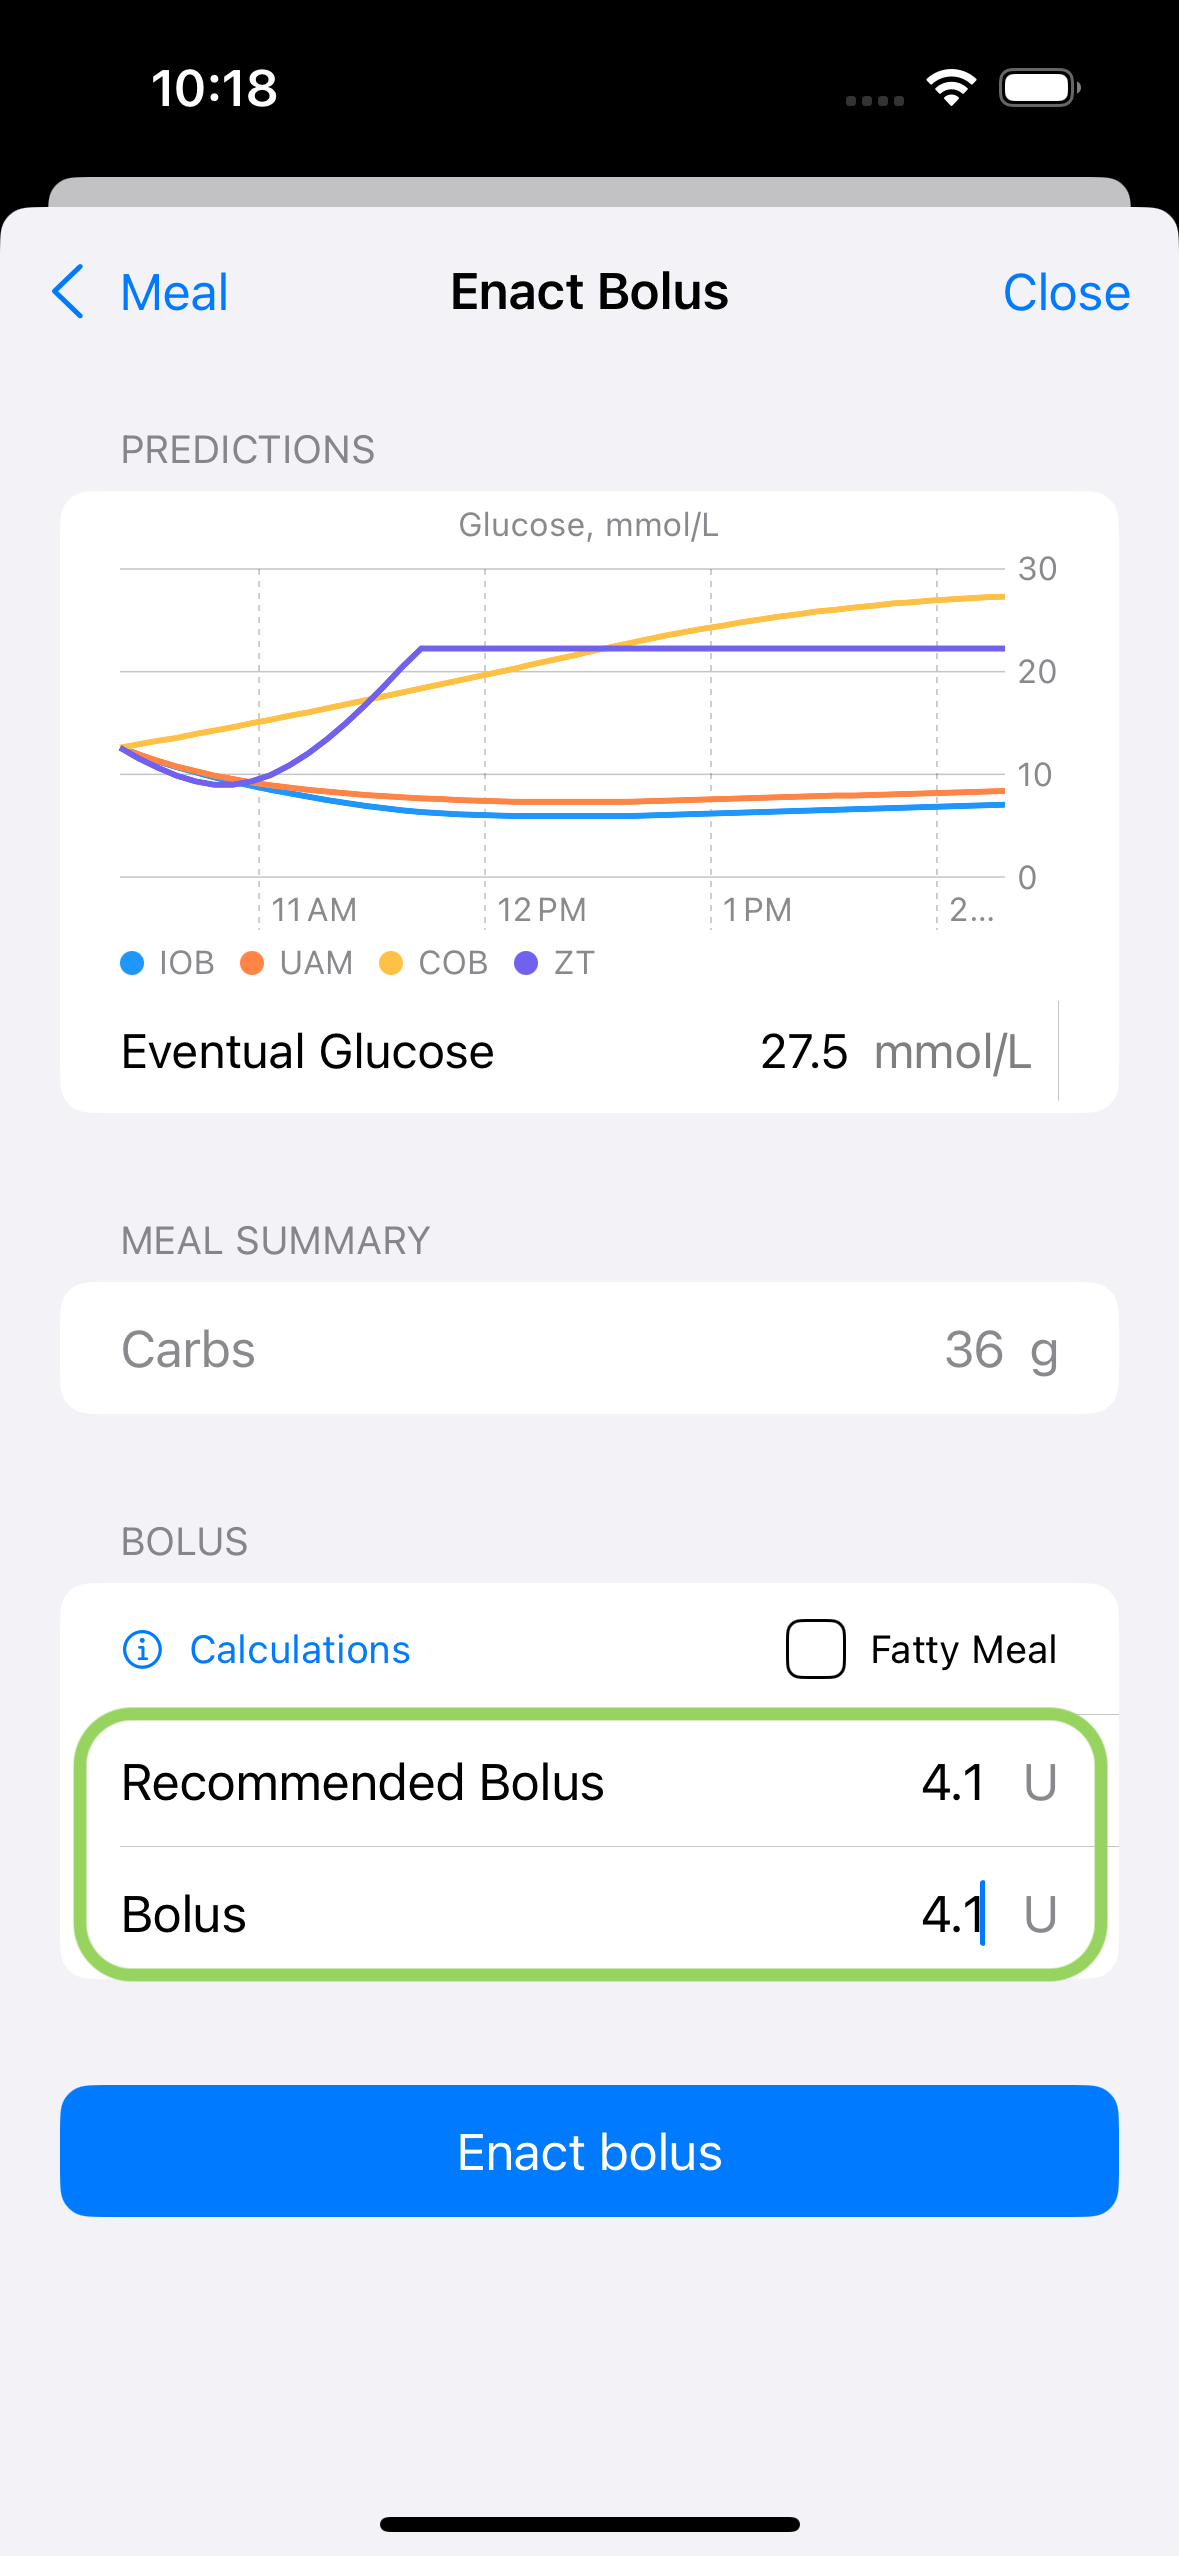 10:18
Meal Enact Bolus Close
PREDICTIONS
Glucose, mmol/L
30
20
10
0
11 AM 12 PM 1 PM 2...
IOB UAM COB ZT
Eventual Glucose 27.5 mmol/L
MEAL SUMMARY
Carbs 36 g
BOLUS
Calculations Fatty Meal
Recommended Bolus 4.1 U
Bolus 4.1 U
Enact bolus